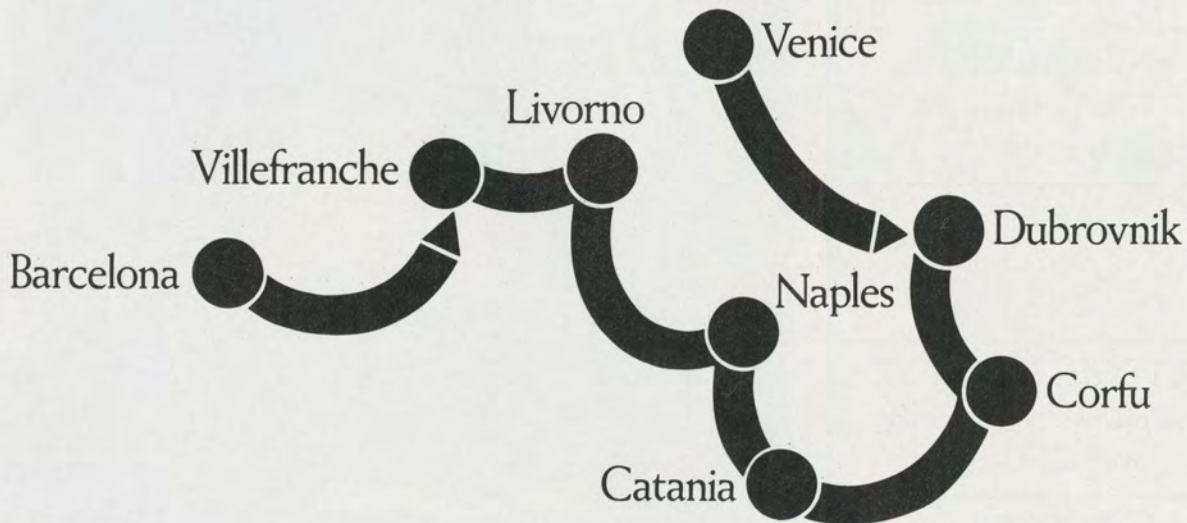 Venice
Livorno
Villefranche
Dubrovnik
Barcelona
Naples
Corfu
Catania